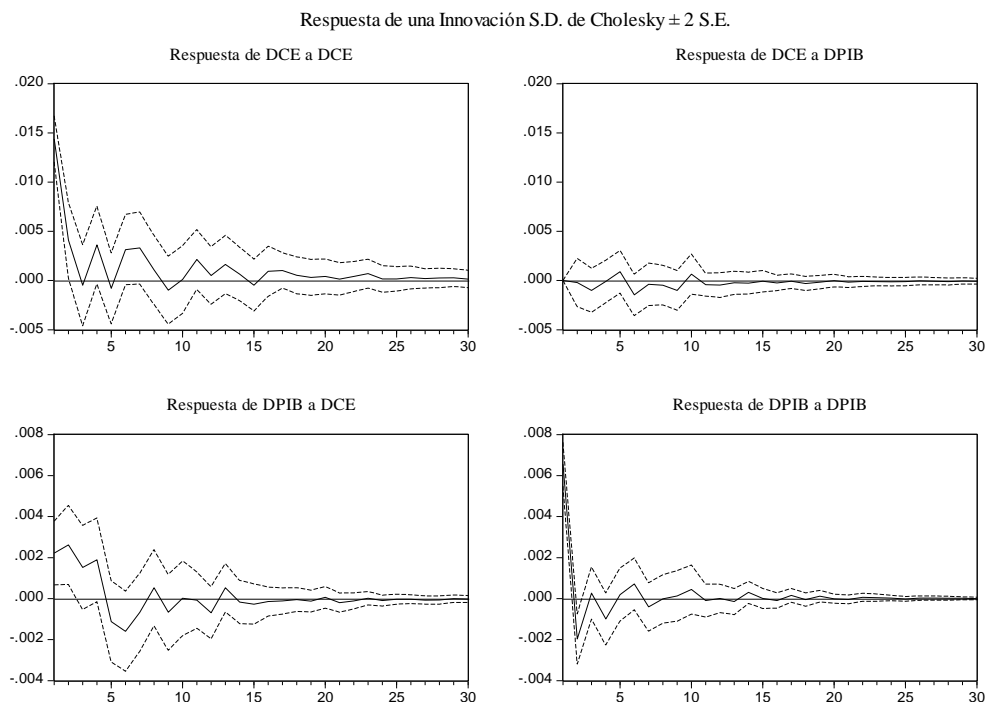 Respuesta de una Innovación S.D. de Cholesky ± 2 S.E.
Respuesta de DCE a DCE
.020
.015
.010
.005
.000
-.005
5 10 15 20 25 30
Respuesta de DCE a DPIB
.020
.015
.010
.005
.000
-.005
5 10 15 20 25 30
Respuesta de DPIB a DCE
.008
.006
.004
.002
.000
-.002
-.004
5 10 15 20 25 30
Respuesta de DPIB a DPIB
.008
.006
.004
.002
.000
-.002
-.004
5 10 15 20 25 30